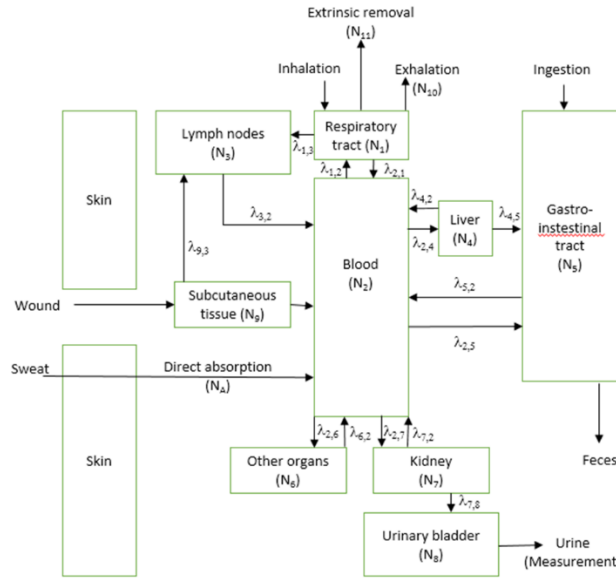 Extrinsic removal
(N₁₁)
Inhalation
Exhalation
(N₁₀)
Ingestion
Lymph nodes
(N₃)
λ₁,₃
Respiratory
tract (N₁)
λ₁,₂
λ₂,₁
Skin
λ₃,₂
λ₄,₂
λ₂,₄
Liver
(N₄)
λ₄,₅
Gastro-
instestinal
tract
(N₅)
Blood
(N₂)
λ₉,₃
λ₅,₂
Wound
Subcutaneous
tissue (N₉)
λ₂,₅
Sweat
Direct absorption
(N_A)
Skin
λ₂,₆
λ₆,₂
λ₂,₇
λ₇,₂
Other organs
(N₆)
Kidney
(N₇)
Feces
λ₇,₈
Urinary bladder
(N₈)
Urine
(Measurement